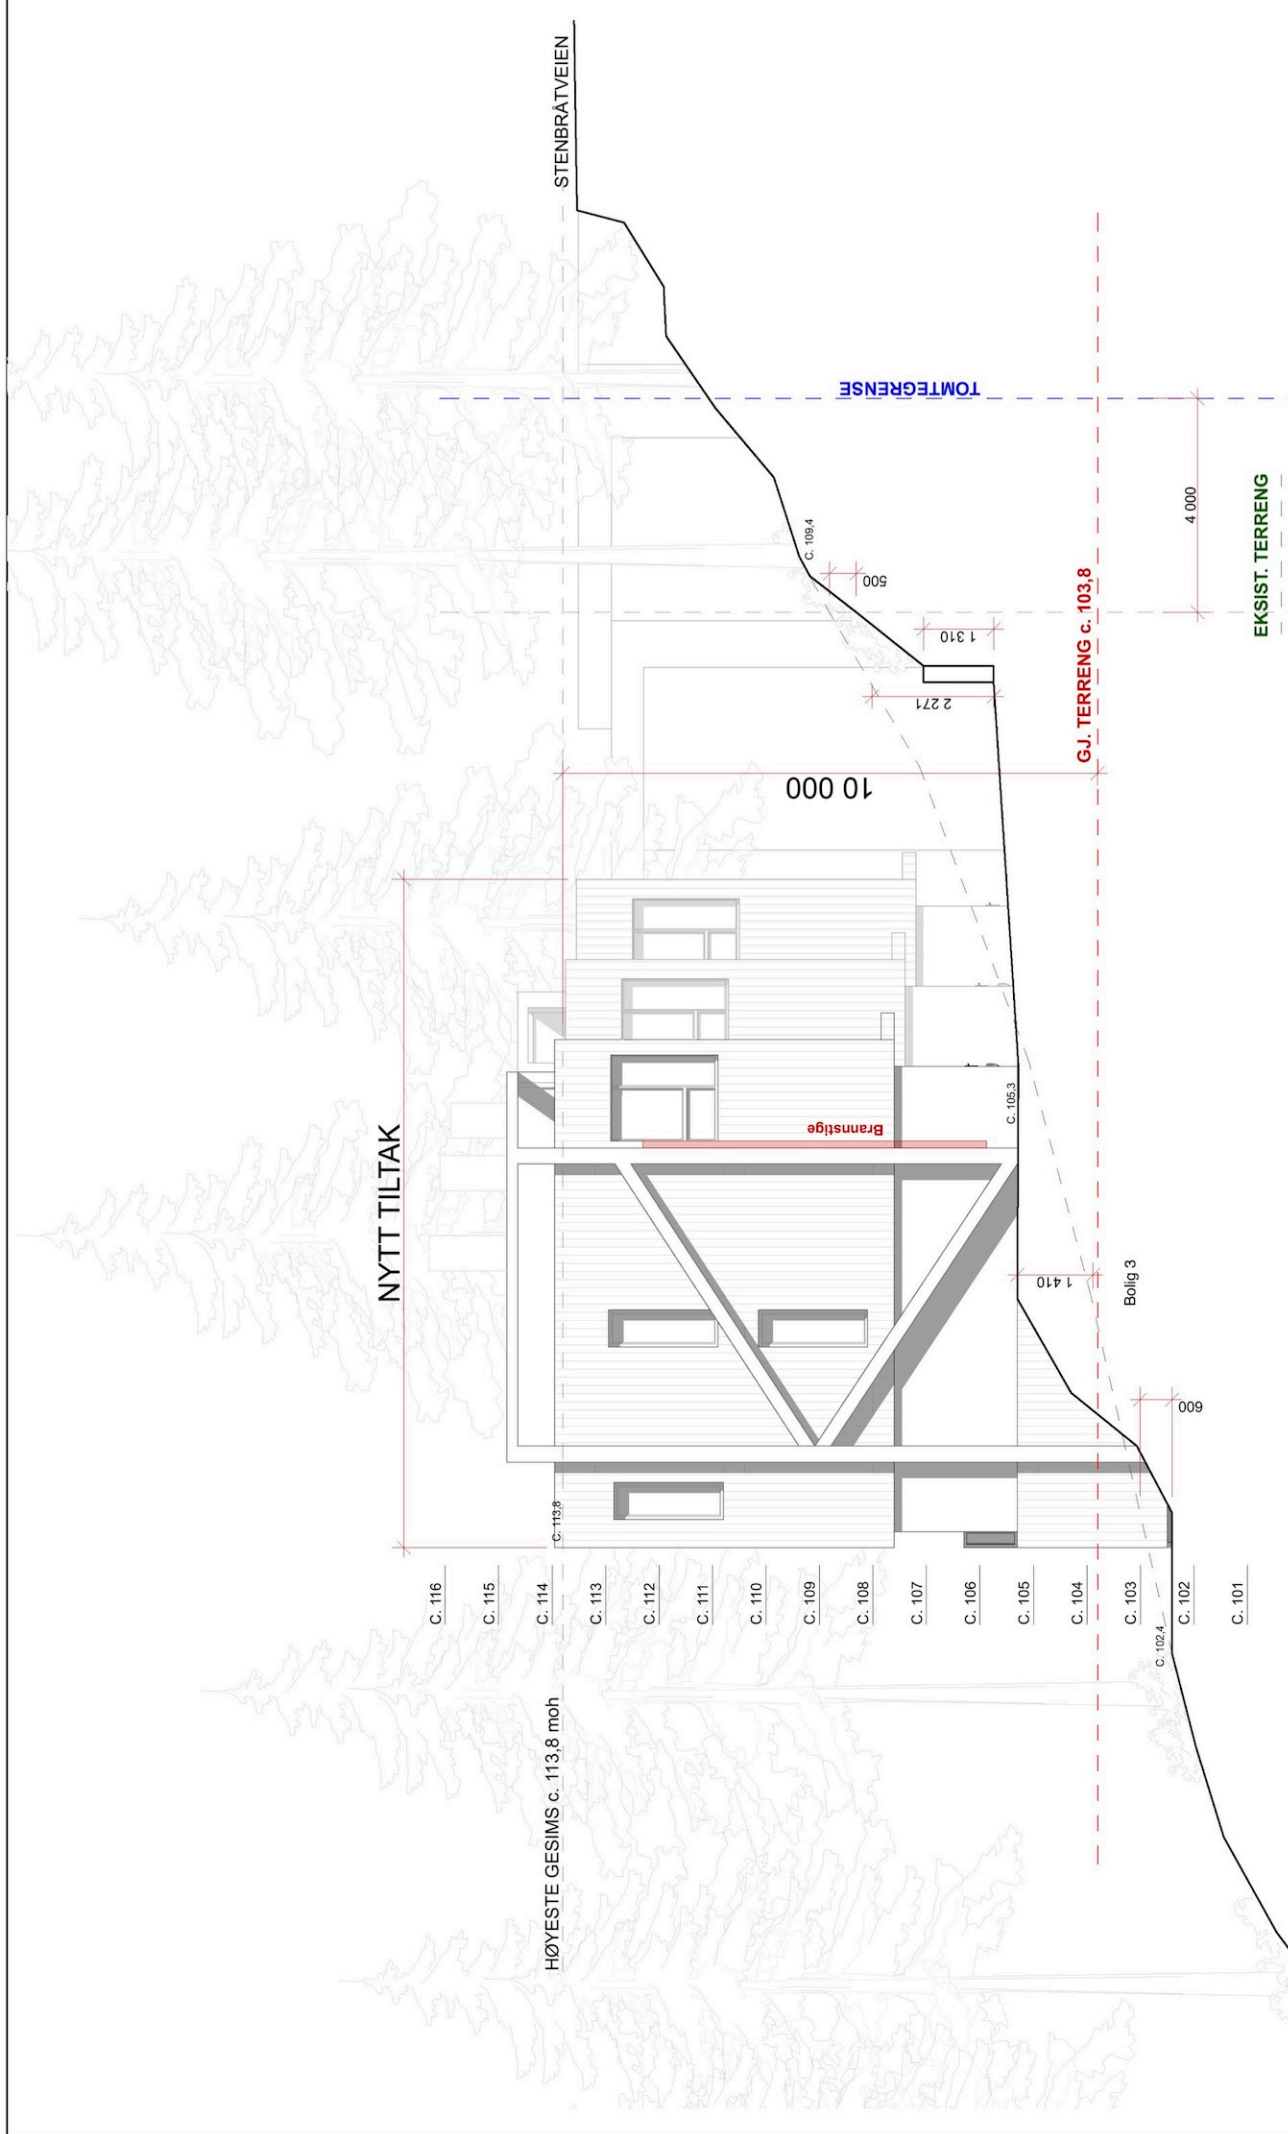 STENBRÅTVEIEN
NYTT TILTAK
HØYESTE GESIMS c. 113,8 moh
C. 113,8
C. 116
C. 115
C. 114
C. 113
C. 112
C. 111
C. 110
C. 109
C. 108
C. 107
C. 106
C. 105
C. 104
C. 103
C. 102
C. 101
Brannstige
10 000
TOMTEGRENSE
C. 109,4
500
1 310
2 271
C. 105,3
1 410
600
C. 102,4
Bolig 3
GJ. TERRENG c. 103,8
4 000
EKSIST. TERRENG